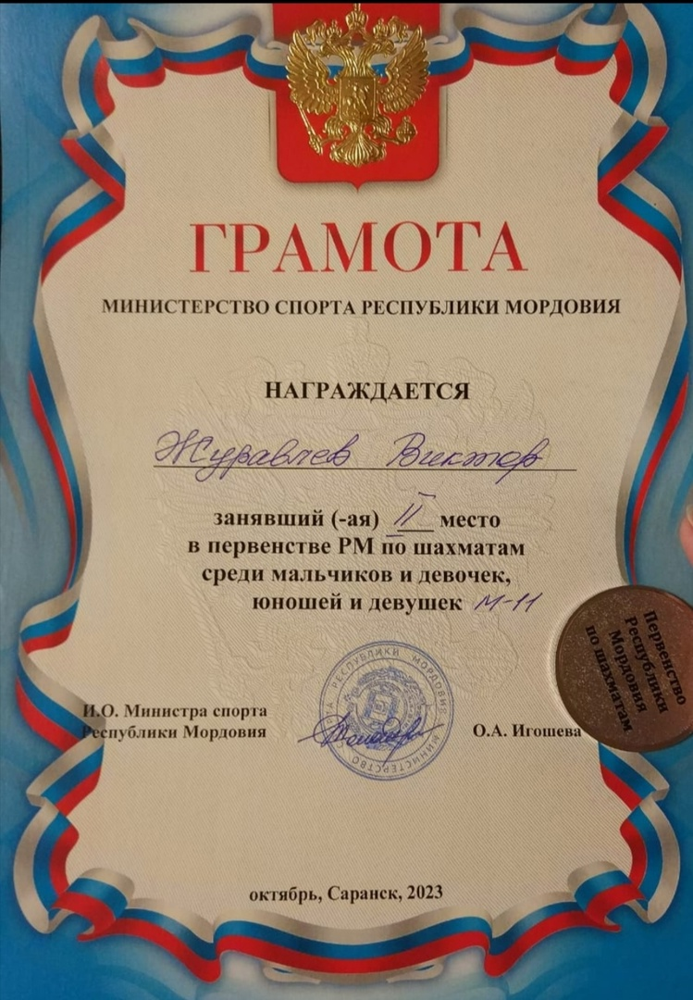 ГРАМОТА
МИНИСТЕРСТВО СПОРТА РЕСПУБЛИКИ МОРДОВИЯ
НАГРАЖДАЕТСЯ
Журавлев Виктор
занявший (-ая) II место
в первенстве РМ по шахматам
среди мальчиков и девочек,
юношей и девушек М-11
Первенство
Республики
Мордовия
по шахматам
РЕСПУБЛИКИ МОРДОВИЯ
МИНИСТЕРСТВО
И.О. Министра спорта
Республики Мордовия
О.А. Игошева
октябрь, Саранск, 2023